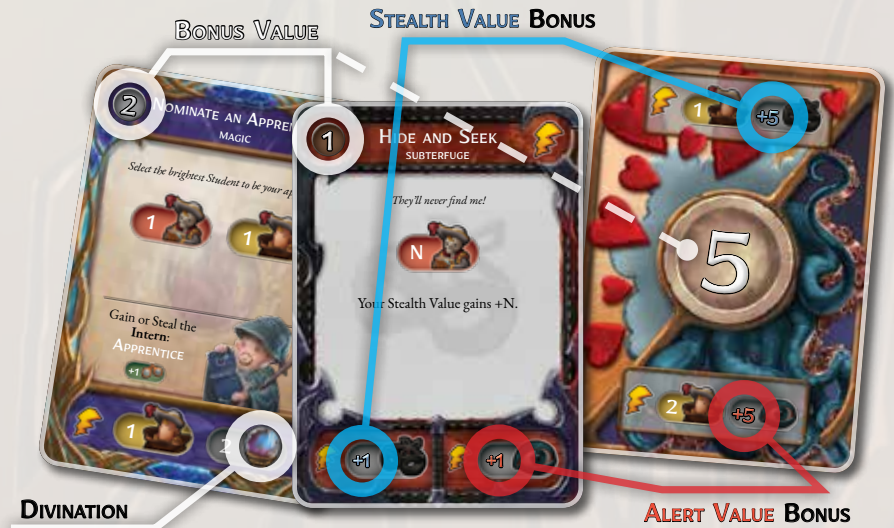 STEALTH VALUE BONUS
BONUS VALUE
2
NOMINATE AN APPREN
MAGIC
Select the brightest Student to be your ap
1
1
Gain or Steal the
Intern:
APPRENTICE
+1
1
2
1
HIDE AND SEEK
SUBTERFUGE
They'll never find me!
N
Your Stealth Value gains +N.
+1
+1
1
+5
5
2
+5
DIVINATION
ALERT VALUE BONUS